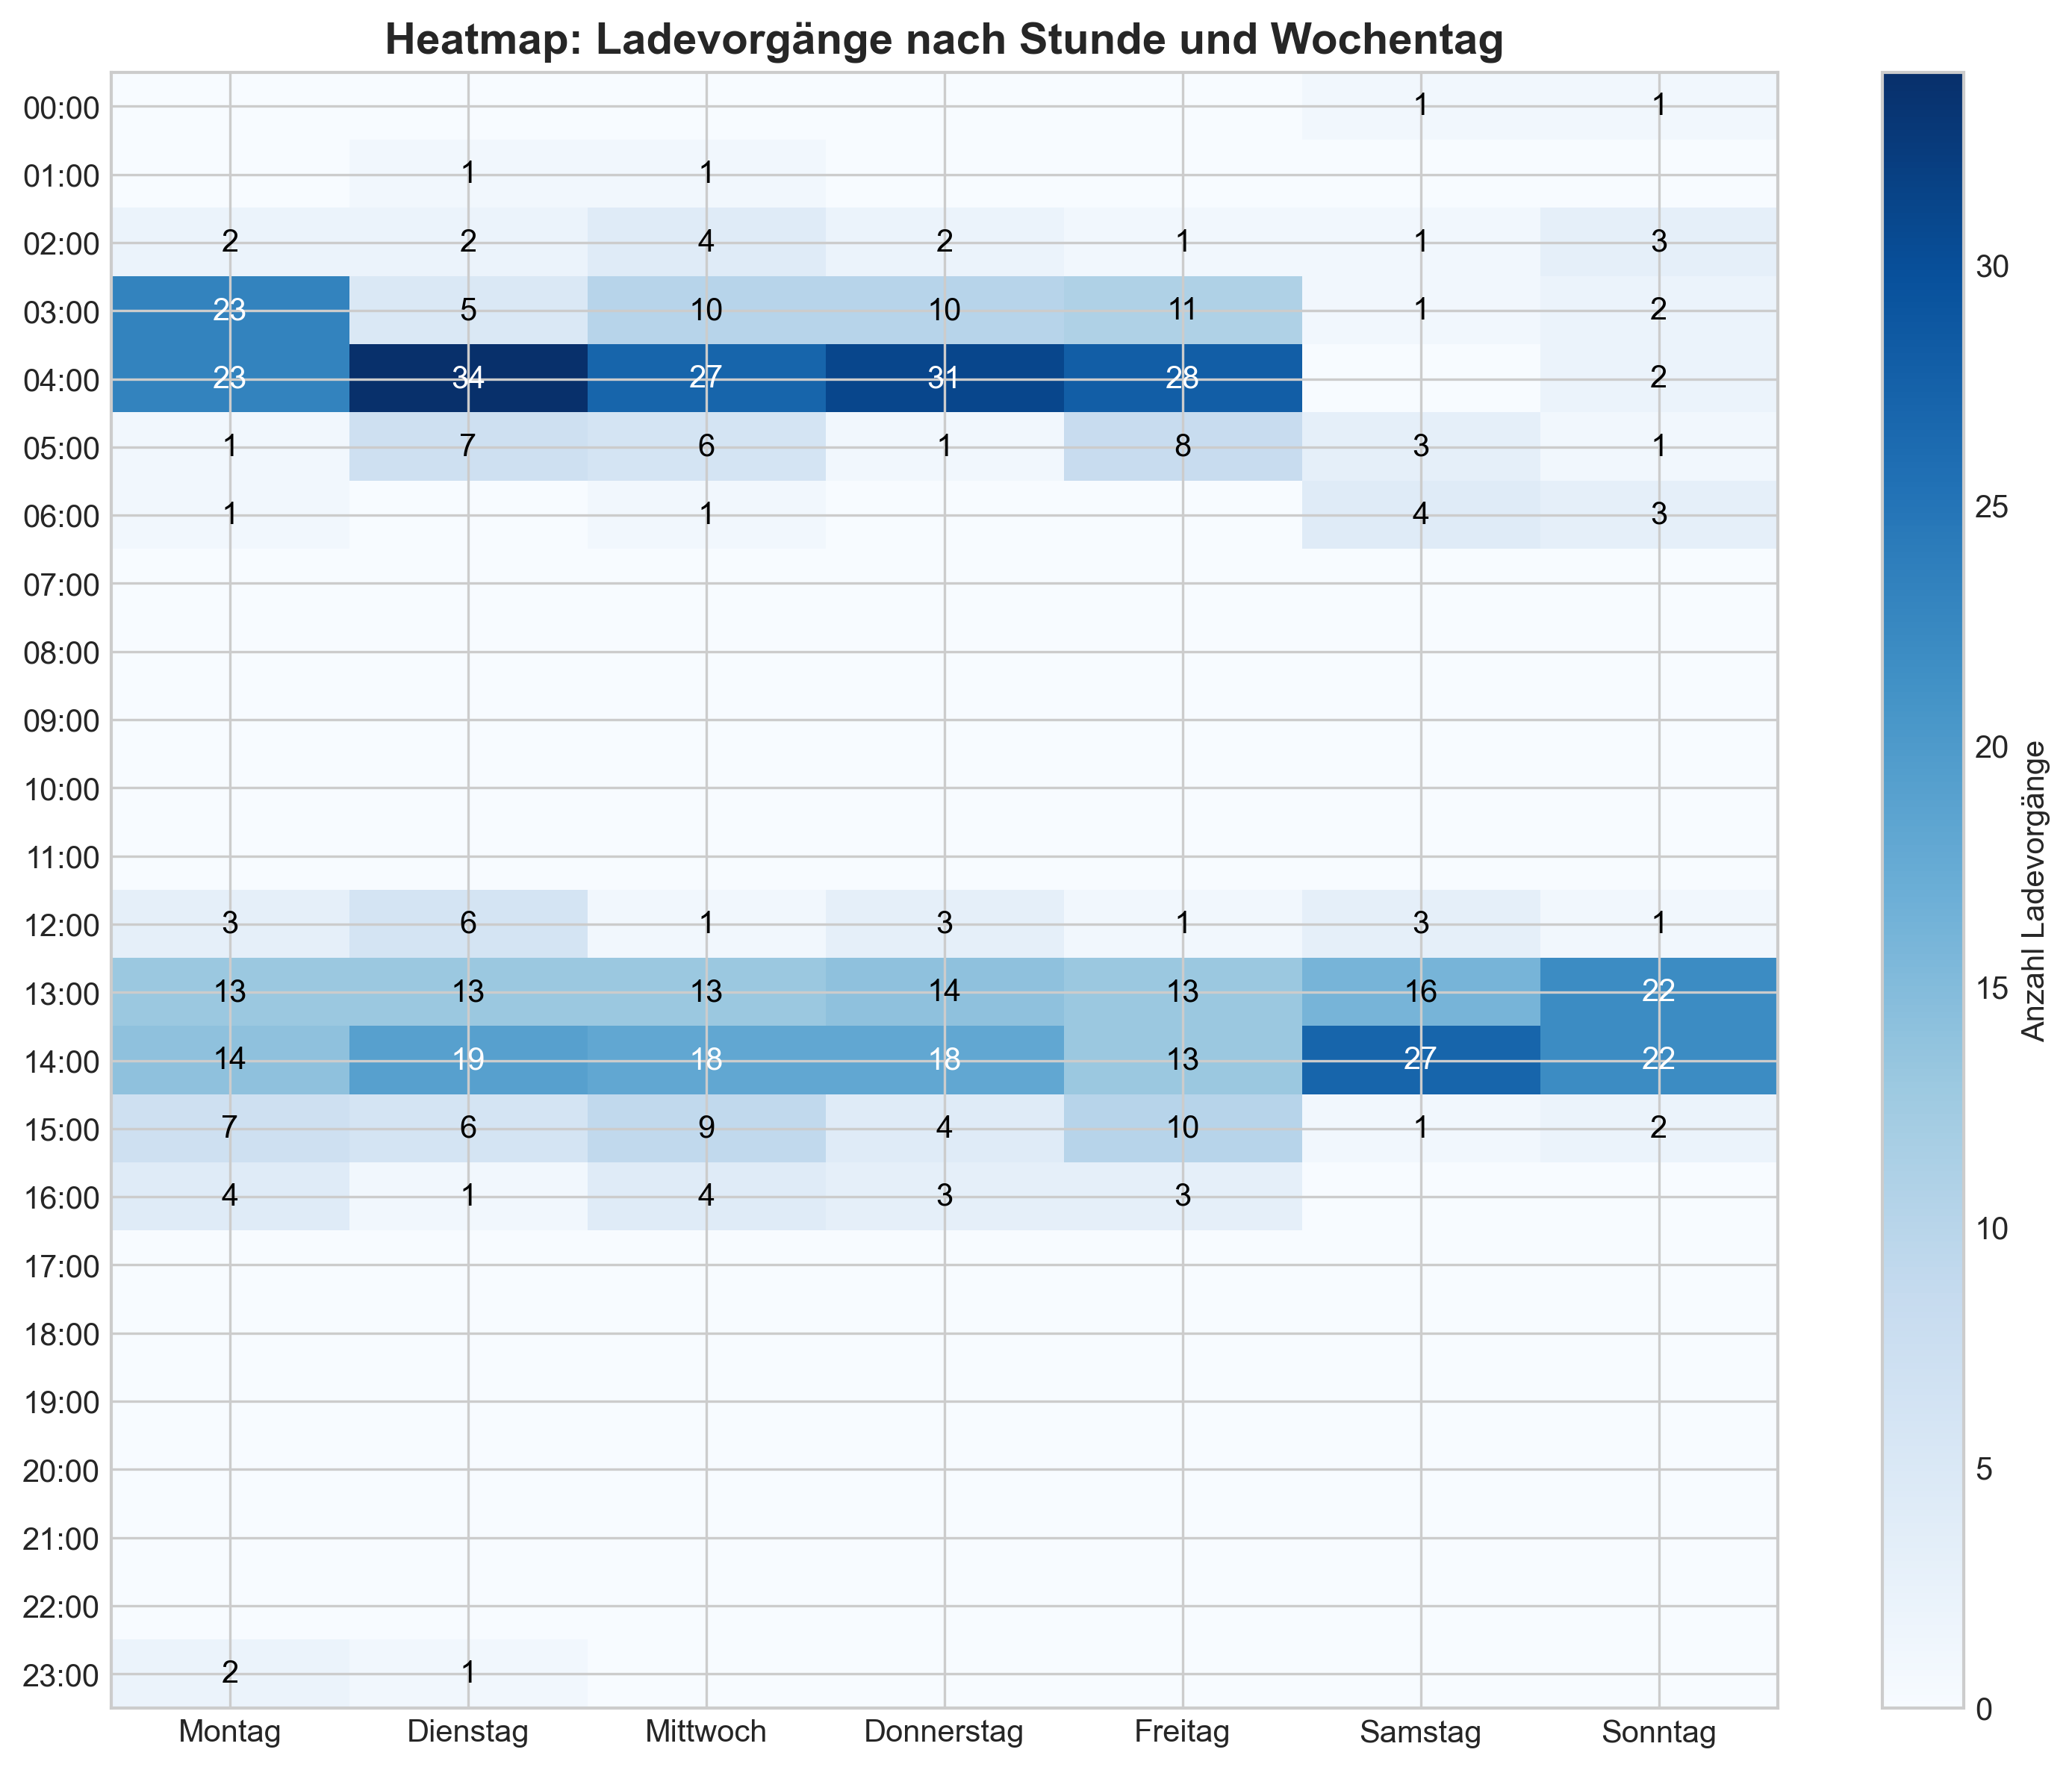 Heatmap: Ladevorgänge nach Stunde und Wochentag
00:00 1 1
01:00 1 1
02:00 2 2 4 2 1 1 3
03:00 23 5 10 10 11 1 2
04:00 23 34 27 31 28 2
05:00 1 7 6 1 8 3 1
06:00 1 1 4 3
07:00
08:00
09:00
10:00
11:00
12:00 3 6 1 3 1 3 1
13:00 13 13 13 14 13 16 22
14:00 14 19 18 18 13 27 22
15:00 7 6 9 4 10 1 2
16:00 4 1 4 3 3
17:00
18:00
19:00
20:00
21:00
22:00
23:00 2 1
Montag Dienstag Mittwoch Donnerstag Freitag Samstag Sonntag
30
25
20
15
10
5
0
Anzahl Ladevorgänge